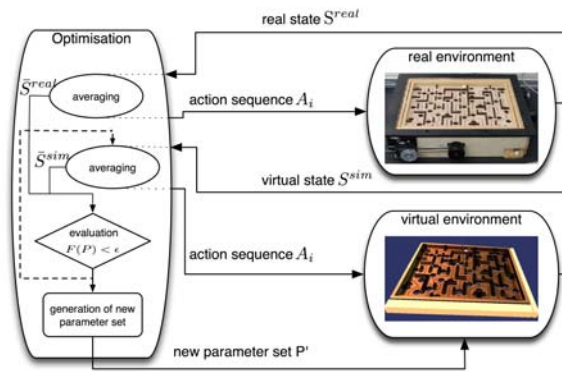 Optimisation
real state S^real
S̄^real
averaging
real environment
action sequence A_i
S̄^sim
averaging
virtual state S^sim
virtual environment
evaluation
F(P) < ϵ
action sequence A_i
generation of new
parameter set
new parameter set P'